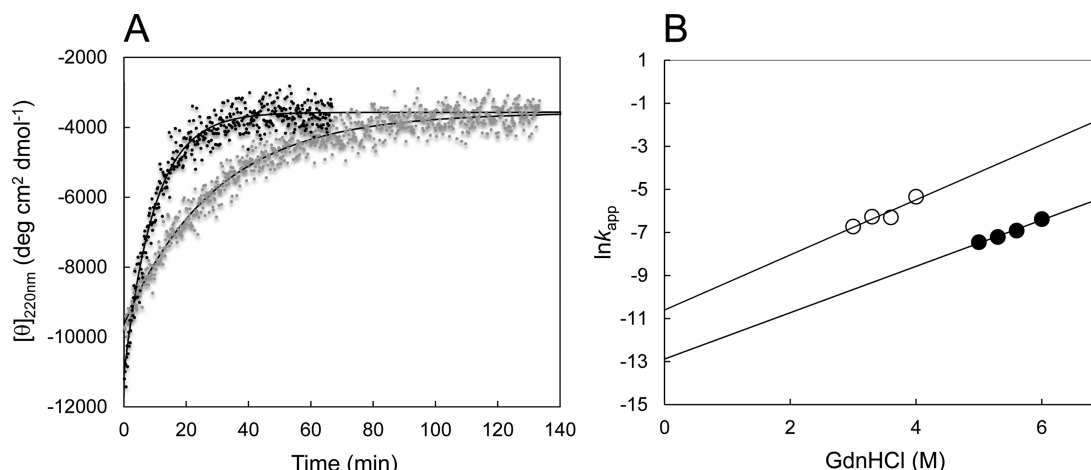 A
-2000
-4000
-6000
-8000
-10000
-12000
[θ]220nm (deg cm2 dmol-1)
0 20 40 60 80 100 120 140
Time (min)
B
1
-1
-3
-5
-7
-9
-11
-13
-15
lnkapp
0 2 4 6
GdnHCl (M)